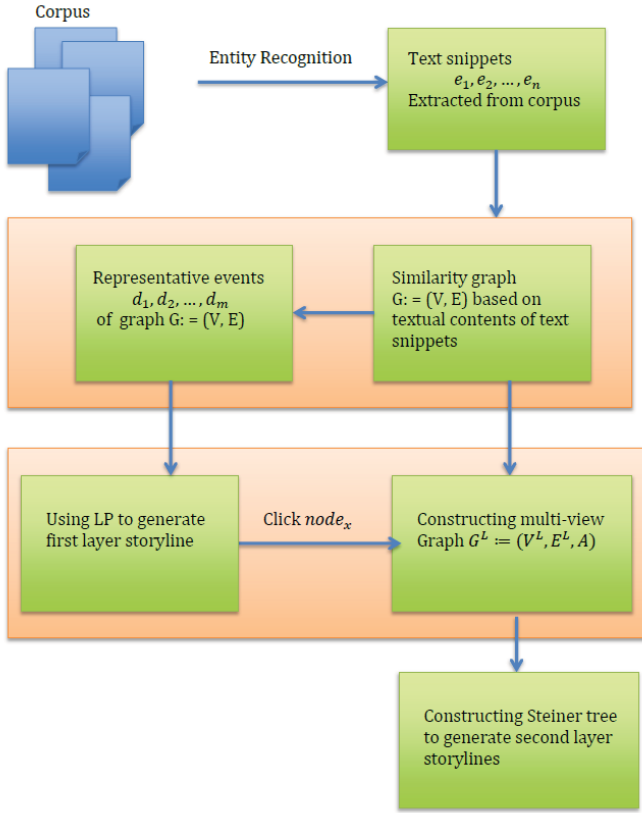 Corpus
Entity Recognition
Text snippets
e₁, e₂, …, eₙ
Extracted from corpus
Representative events
d₁, d₂, …, dₘ
of graph G: = (V, E)
Similarity graph
G: = (V, E) based on
textual contents of text
snippets
Using LP to generate
first layer storyline
Click nodeₓ
Constructing multi-view
Graph Gᴸ ≔ (Vᴸ, Eᴸ, A)
Constructing Steiner tree
to generate second layer
storylines